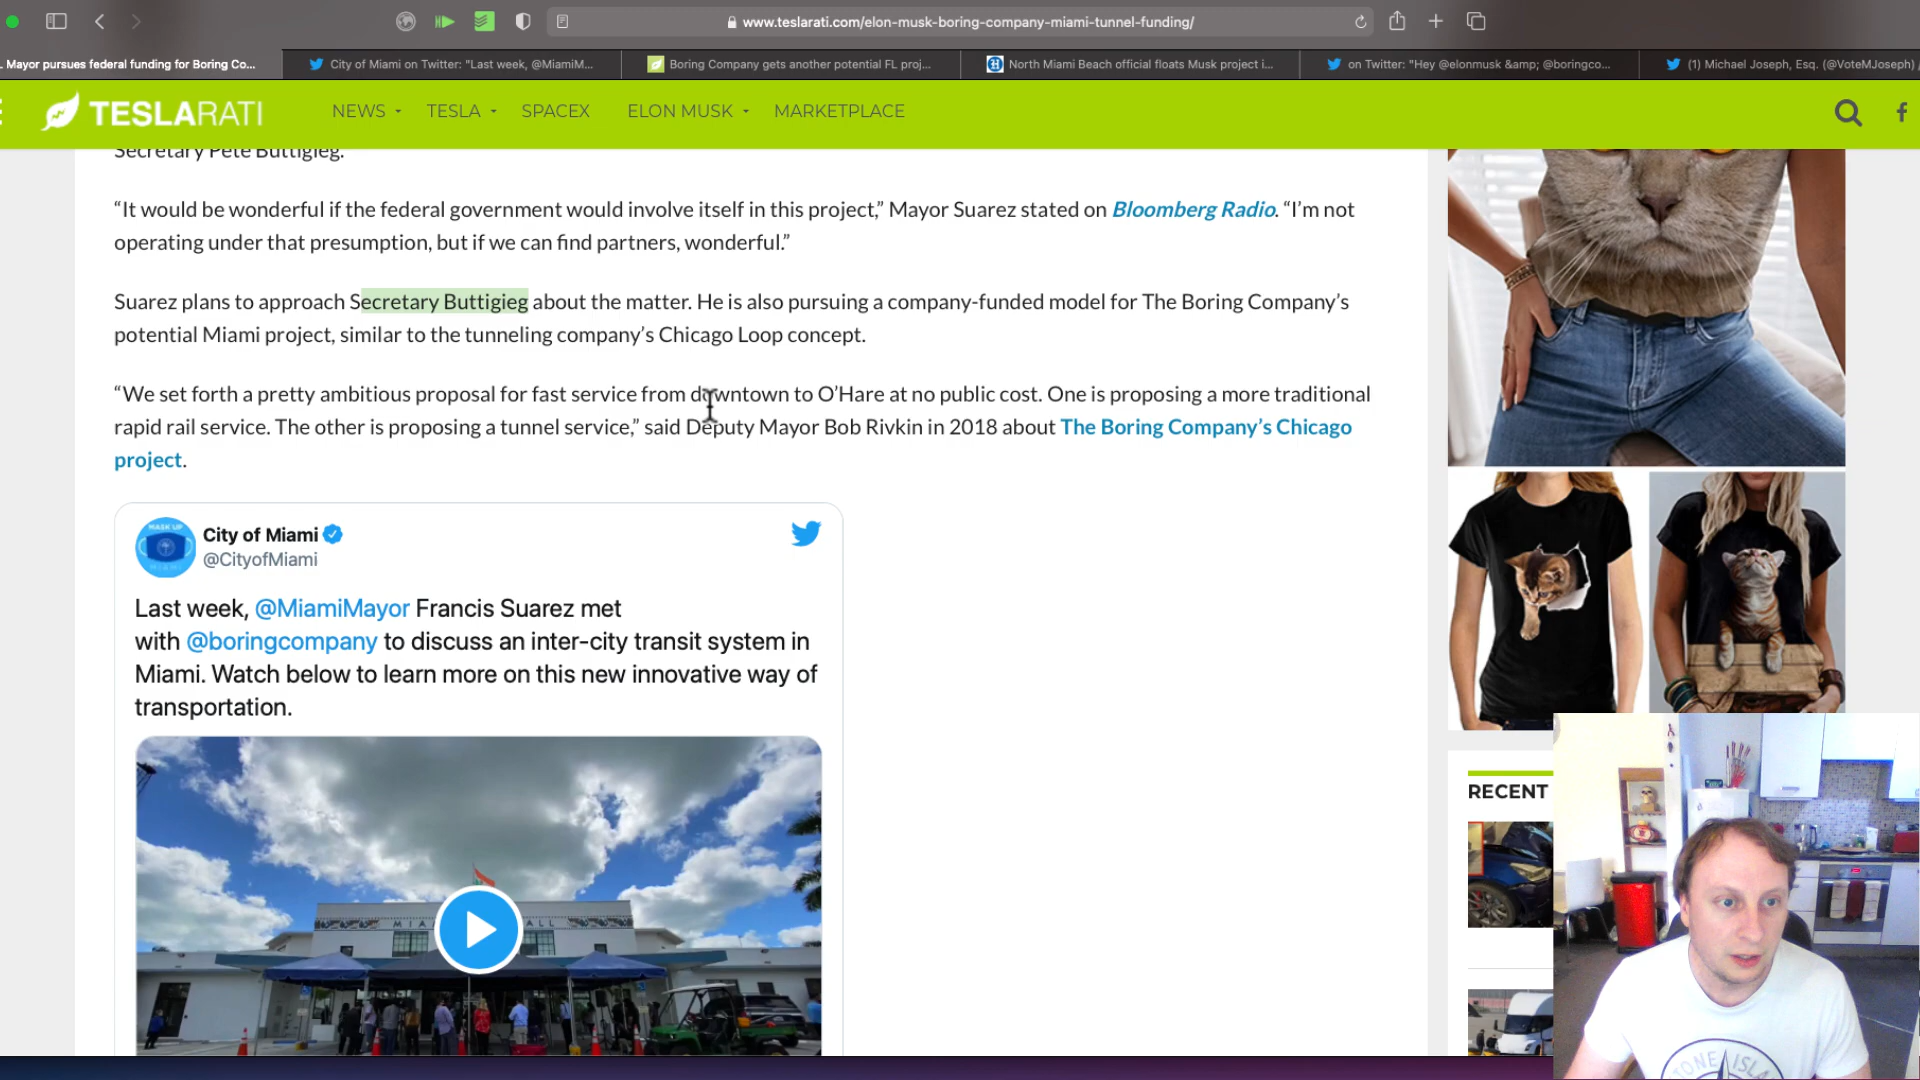 www.teslarati.com/elon-musk-boring-company-miami-tunnel-funding/
Mayor pursues federal funding for Boring Co...
City of Miami on Twitter: "Last week, @MiamiM...
Boring Company gets another potential FL proj...
North Miami Beach official floats Musk project i...
on Twitter: "Hey @elonmusk &amp; @boringco...
(1) Michael Joseph, Esq. (@VoteMJoseph)
TESLARATI
NEWS
TESLA
SPACEX
ELON MUSK
MARKETPLACE
Secretary Pete Buttigieg.
“It would be wonderful if the federal government would involve itself in this project,” Mayor Suarez stated on Bloomberg Radio. “I’m not
operating under that presumption, but if we can find partners, wonderful.”
Suarez plans to approach Secretary Buttigieg about the matter. He is also pursuing a company-funded model for The Boring Company’s
potential Miami project, similar to the tunneling company’s Chicago Loop concept.
“We set forth a pretty ambitious proposal for fast service from downtown to O’Hare at no public cost. One is proposing a more traditional
rapid rail service. The other is proposing a tunnel service,” said Deputy Mayor Bob Rivkin in 2018 about The Boring Company’s Chicago
project.
MASK UP
MIAMI
City of Miami
@CityofMiami
Last week, @MiamiMayor Francis Suarez met
with @boringcompany to discuss an inter-city transit system in
Miami. Watch below to learn more on this new innovative way of
transportation.
RECENT